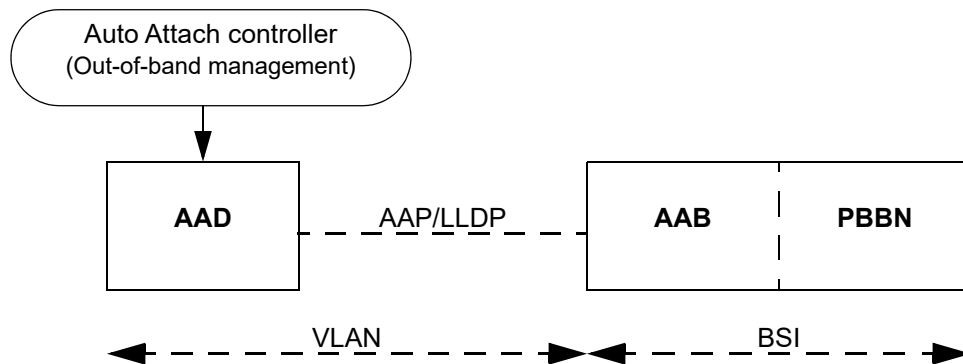 Auto Attach controller
(Out-of-band management)
AAD
AAP/LLDP
AAB
PBBN
VLAN
BSI